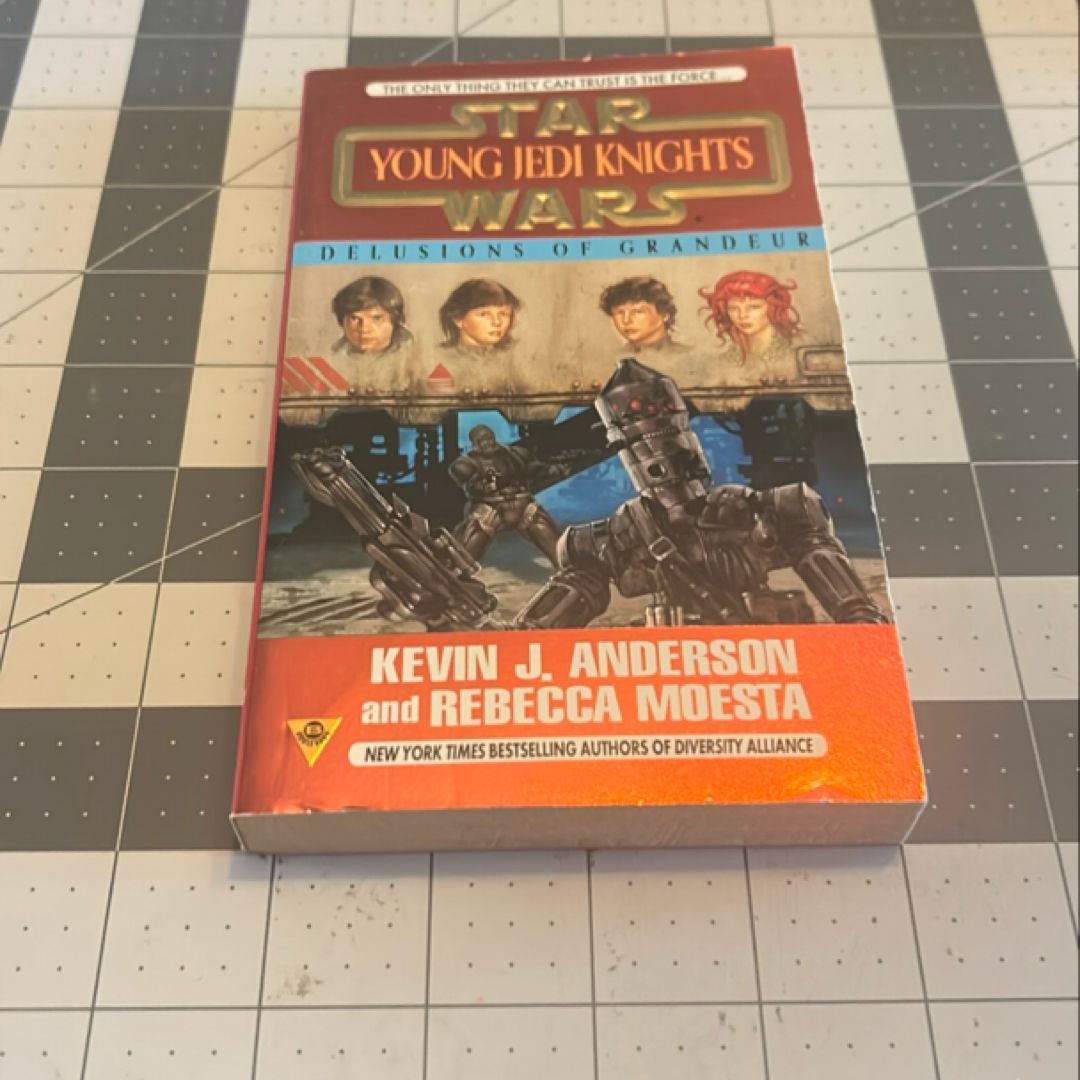 THE ONLY THING THEY CAN TRUST IS THE FORCE...
STAR
YOUNG JEDI KNIGHTS
WARS
DELUSIONS OF GRANDEUR
KEVIN J. ANDERSON
and REBECCA MOESTA
NEW YORK TIMES BESTSELLING AUTHORS OF DIVERSITY ALLIANCE